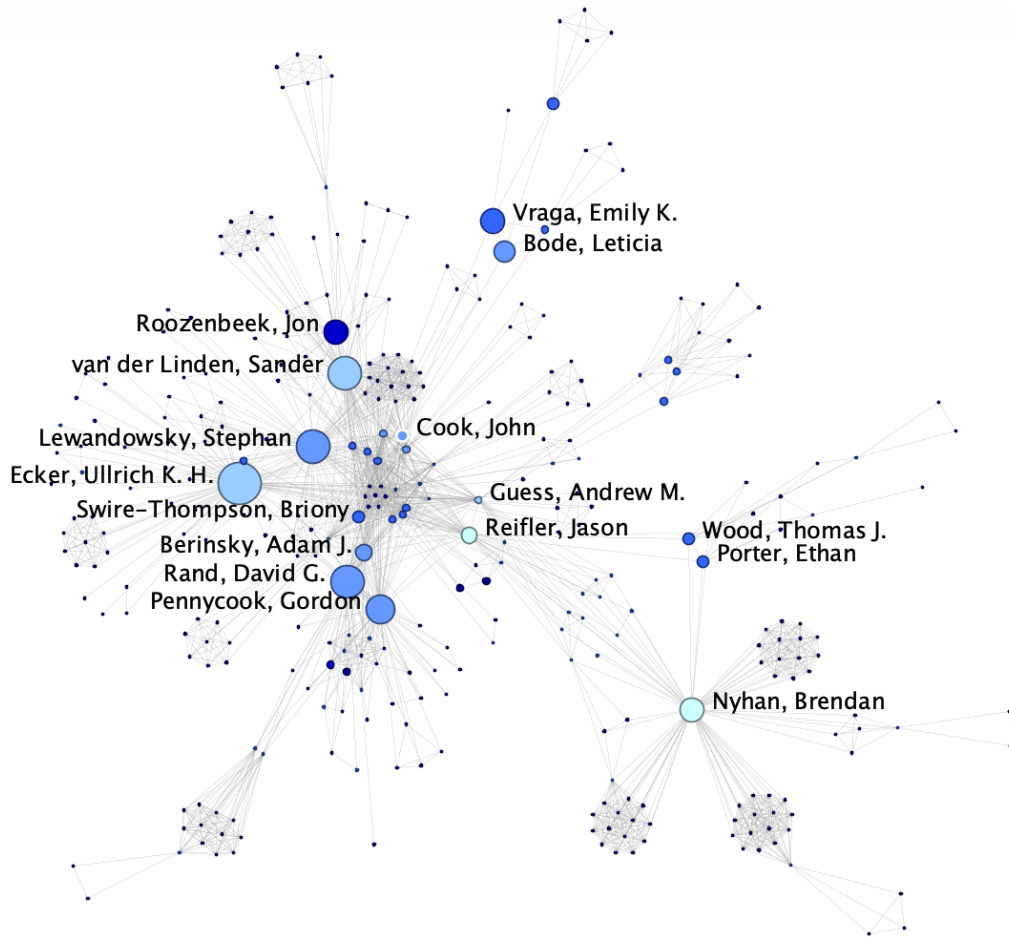 Vraga, Emily K.
Bode, Leticia
Roozenbeek, Jon
van der Linden, Sander
Cook, John
Lewandowsky, Stephan
Ecker, Ullrich K. H.
Guess, Andrew M.
Swire-Thompson, Briony
Reifler, Jason
Wood, Thomas J.
Berinsky, Adam J.
Porter, Ethan
Rand, David G.
Pennycook, Gordon
Nyhan, Brendan